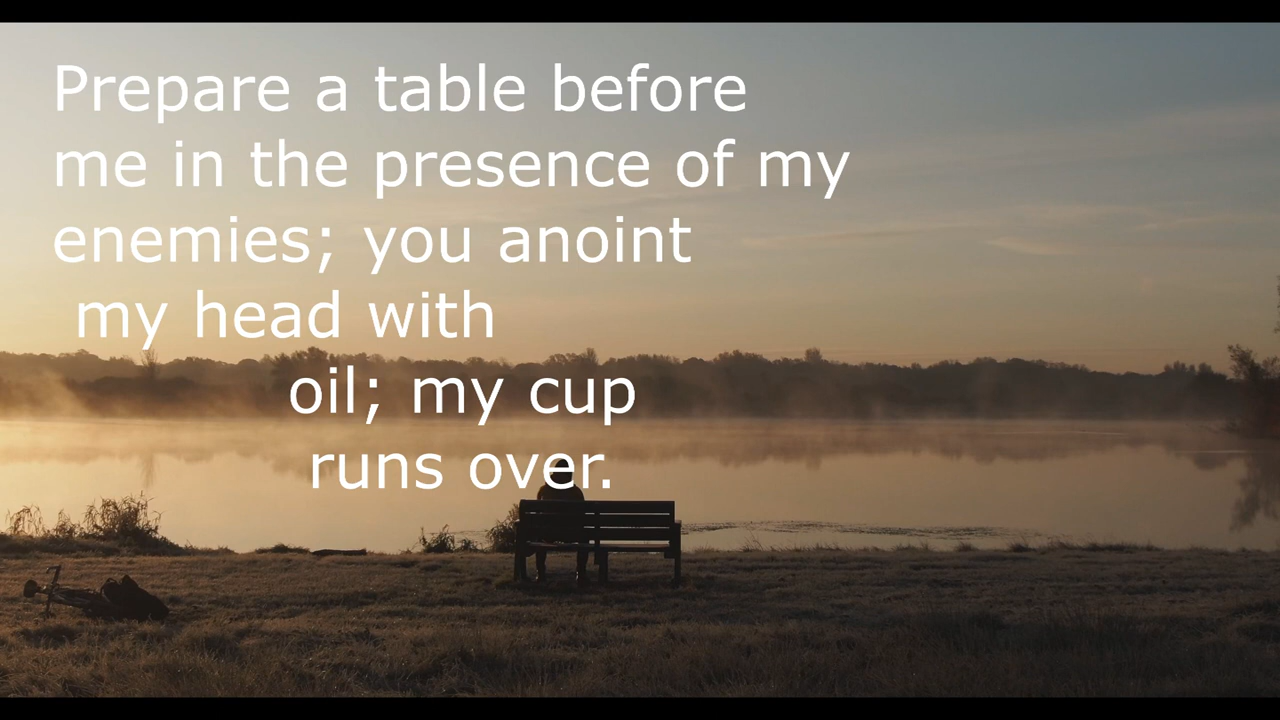 Prepare a table before
me in the presence of my
enemies; you anoint
my head with
oil; my cup
runs over.